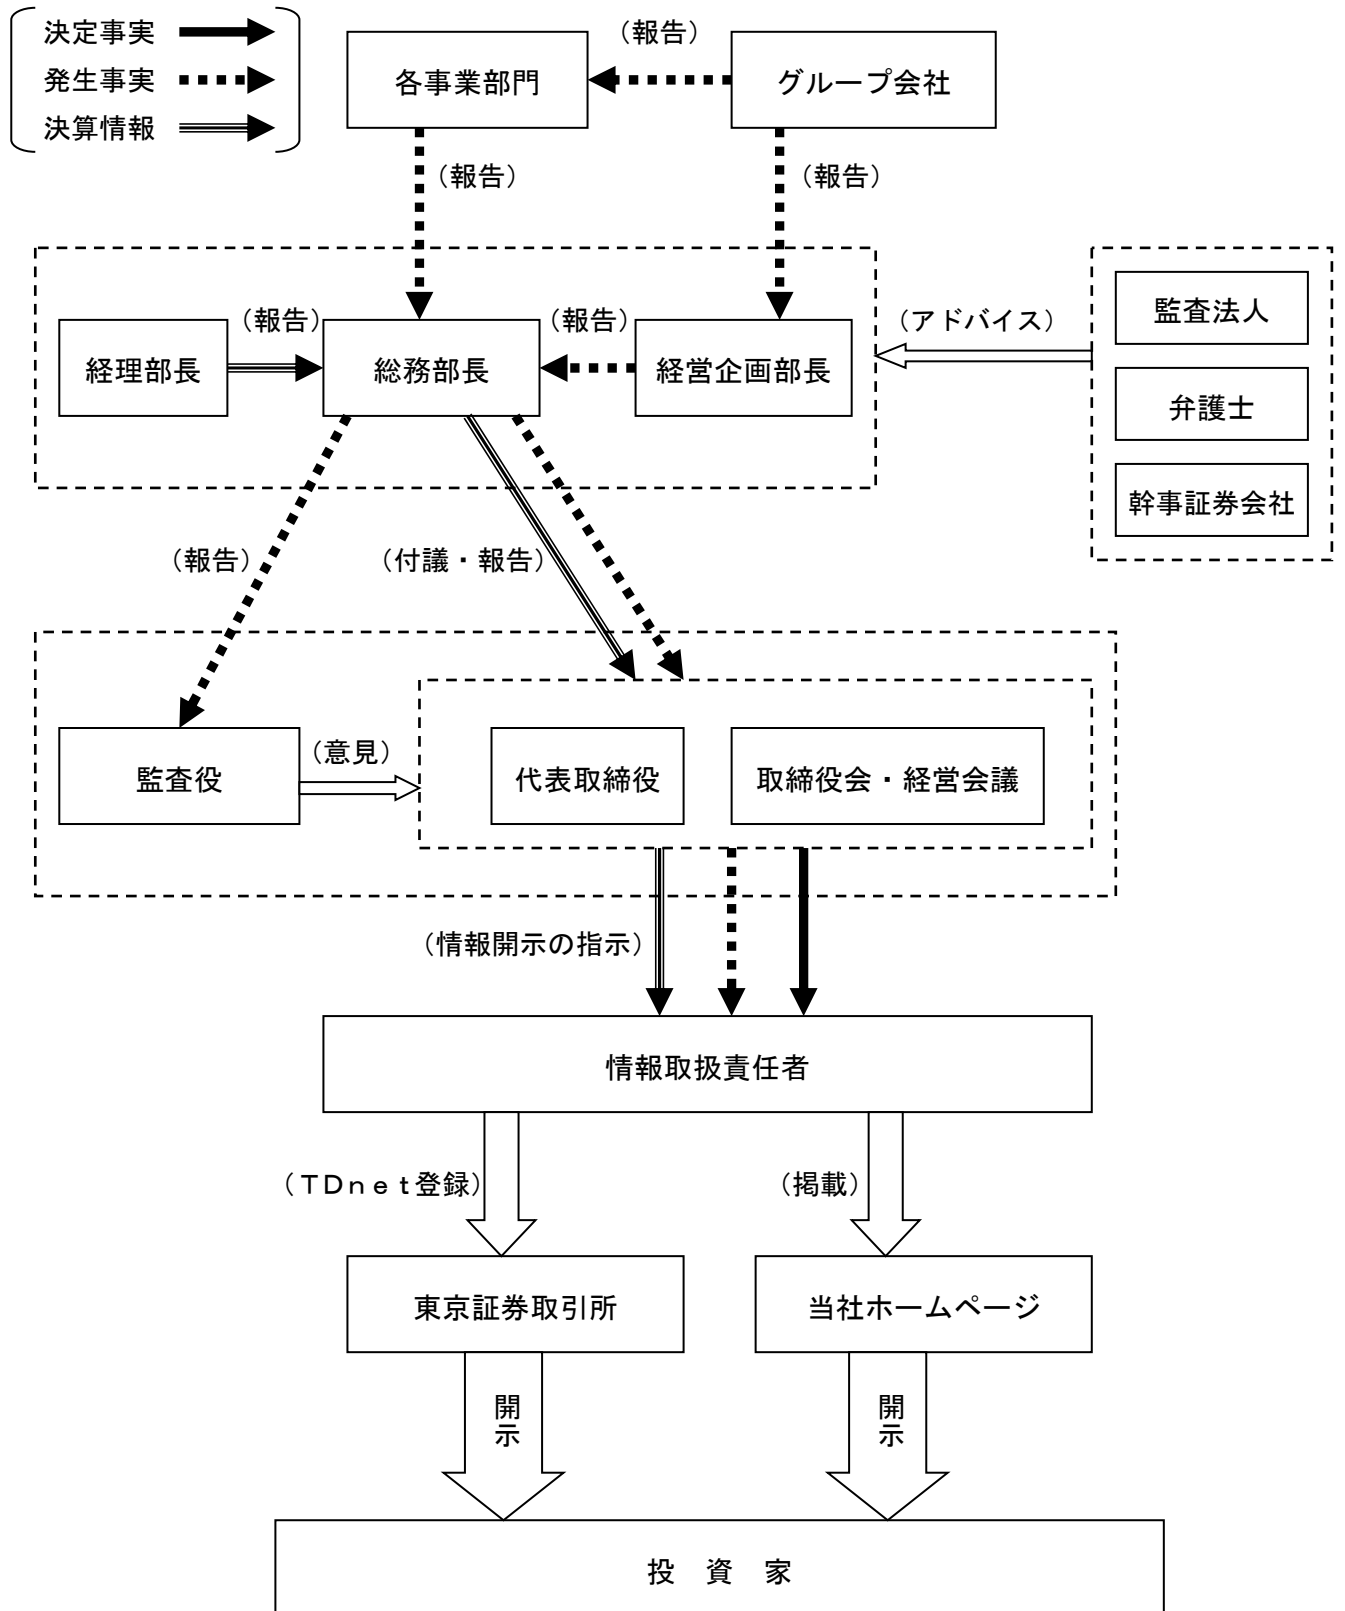 決定事実
発生事実
決算情報
（報告）
各事業部門
グループ会社
（報告）
（報告）
（報告）
（報告）
（アドバイス）
経理部長
総務部長
経営企画部長
監査法人
弁護士
幹事証券会社
（報告）
（付議・報告）
（意見）
監査役
代表取締役
取締役会・経営会議
（情報開示の指示）
情報取扱責任者
（ＴＤｎｅｔ登録）
（掲載）
東京証券取引所
当社ホームページ
開示
開示
投　資　家